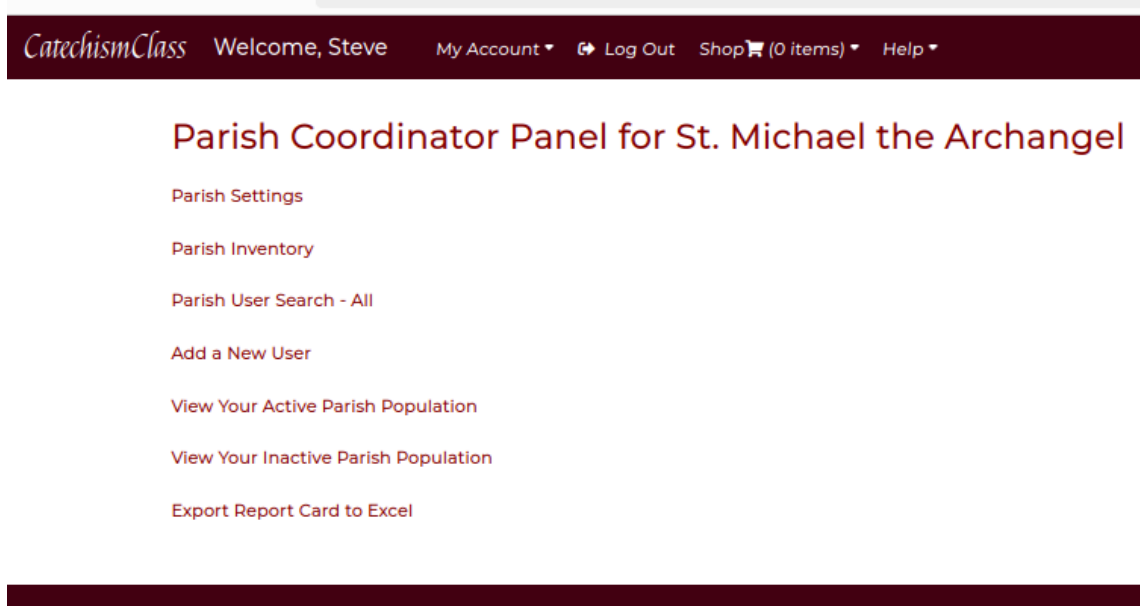 CatechismClass Welcome, Steve My Account Log Out Shop (0 items) Help
Parish Coordinator Panel for St. Michael the Archangel
Parish Settings
Parish Inventory
Parish User Search - All
Add a New User
View Your Active Parish Population
View Your Inactive Parish Population
Export Report Card to Excel